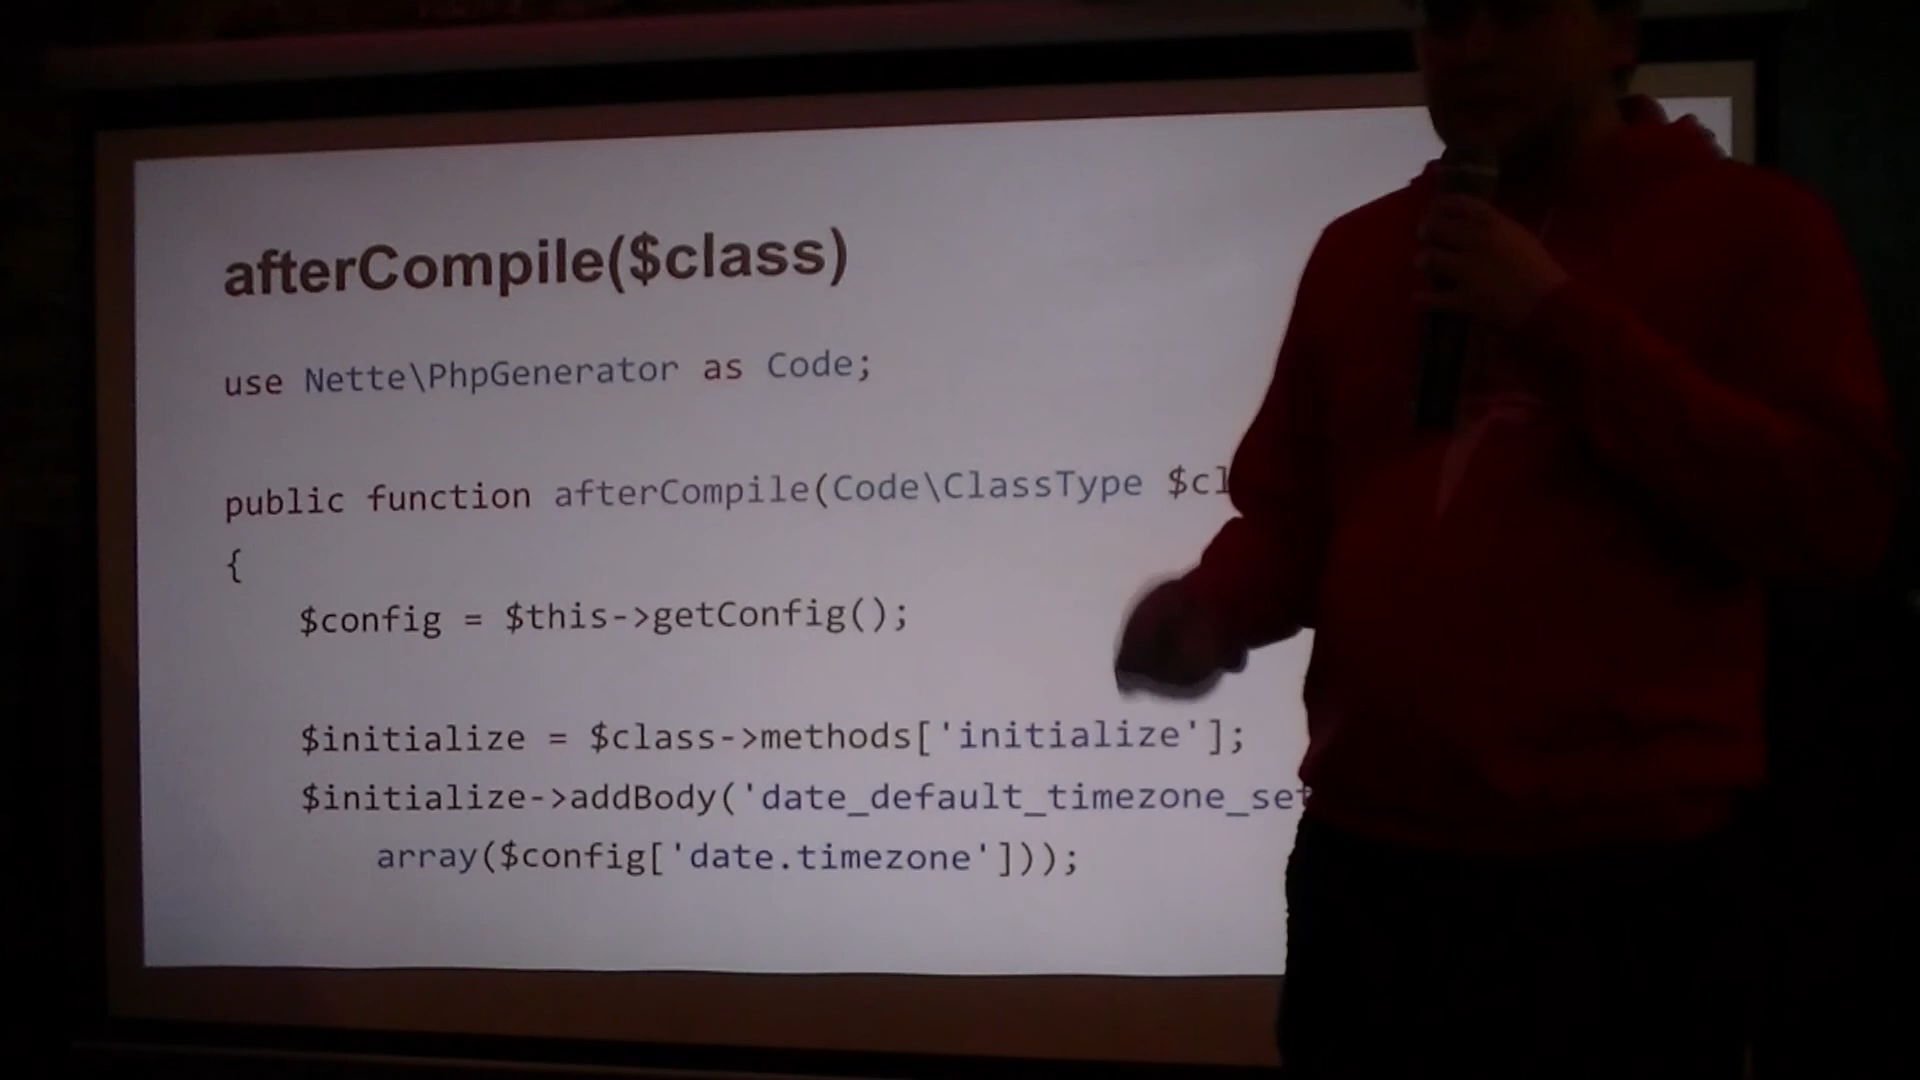 afterCompile($class)
use Nette\PhpGenerator as Code;
public function afterCompile(Code\ClassType $cl
{
$config = $this->getConfig();
$initialize = $class->methods['initialize'];
$initialize->addBody('date_default_timezone_set
array($config['date.timezone']));